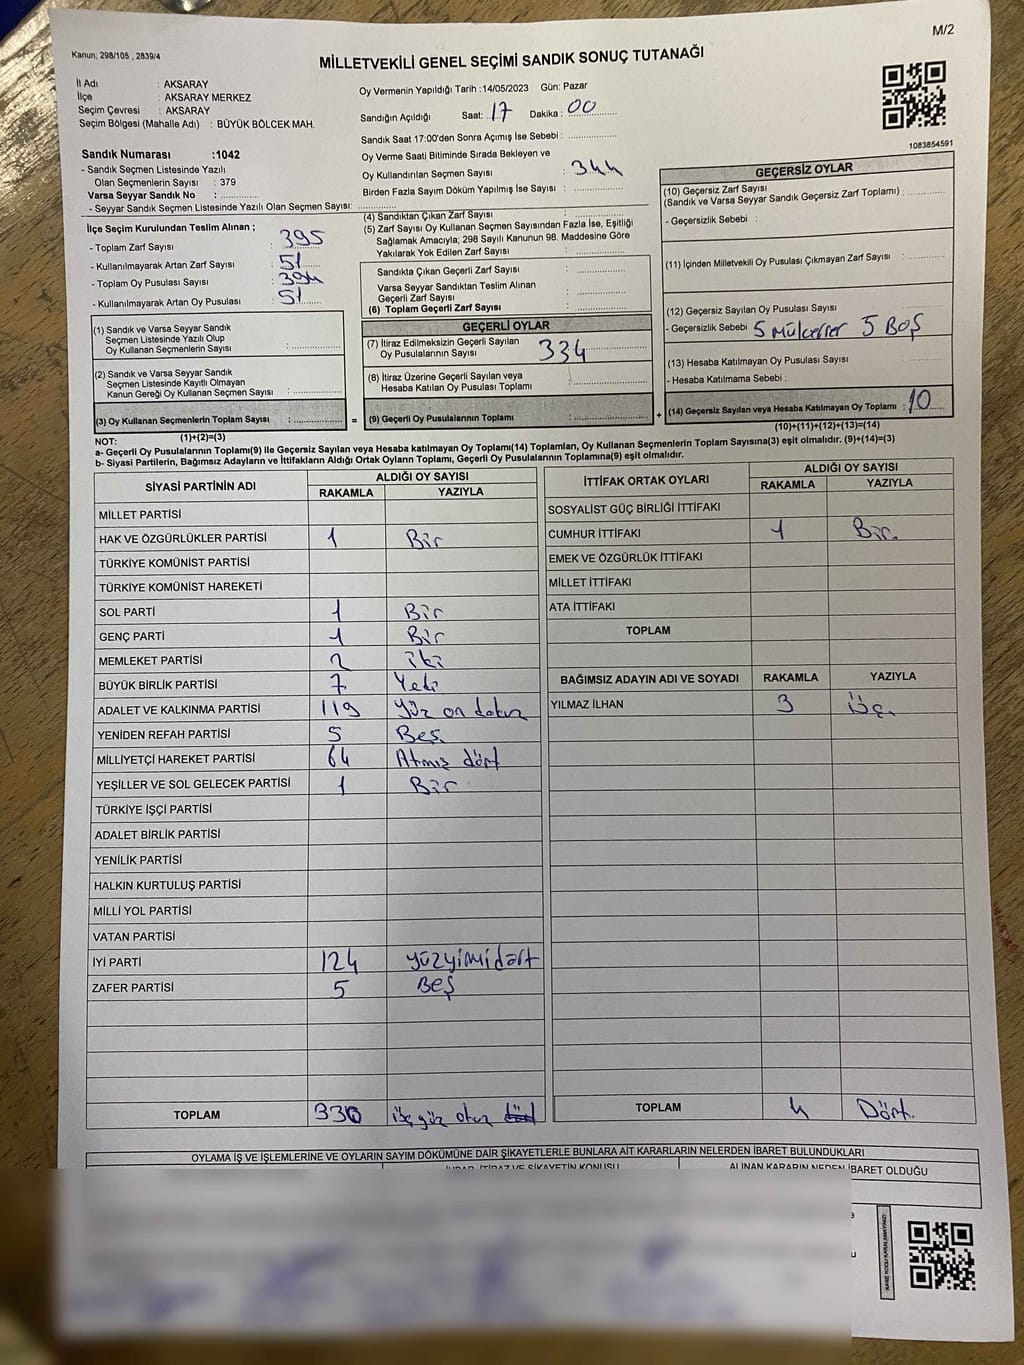 M/2
Kanun; 298/105 , 2839/4
MİLLETVEKİLİ GENEL SEÇİMİ SANDIK SONUÇ TUTANAĞI
İl Adı : AKSARAY
İlçe : AKSARAY MERKEZ
Seçim Çevresi : AKSARAY
Seçim Bölgesi (Mahalle Adı) : BÜYÜK BÖLCEK MAH.
Sandık Numarası :1042
- Sandık Seçmen Listesinde Yazılı
Olan Seçmenlerin Sayısı : 379
Varsa Seyyar Sandık No :
- Seyyar Sandık Seçmen Listesinde Yazılı Olan Seçmen Sayısı:
Oy Vermenin Yapıldığı Tarih :14/05/2023 Gün: Pazar
Sandığın Açıldığı Saat: 17 Dakika : 00
Sandık Saat 17:00'den Sonra Açımış İse Sebebi :
Oy Verme Saati Bitiminde Sırada Bekleyen ve
Oy Kullandırılan Seçmen Sayısı : 344
Birden Fazla Sayım Döküm Yapılmış İse Sayısı :
1083854591
İlçe Seçim Kurulundan Teslim Alınan ;
- Toplam Zarf Sayısı : 395
- Kullanılmayarak Artan Zarf Sayısı : 51
- Toplam Oy Pusulası Sayısı : 394
- Kullanılmayarak Artan Oy Pusulası : 51
(1) Sandık ve Varsa Seyyar Sandık
Seçmen Listesinde Yazılı Olup
Oy Kullanan Seçmenlerin Sayısı :
(2) Sandık ve Varsa Seyyar Sandık
Seçmen Listesinde Kayıtlı Olmayan
Kanun Gereği Oy Kullanan Seçmen Sayısı :
(3) Oy Kullanan Seçmenlerin Toplam Sayısı : =
(1)+(2)=(3)
(4) Sandıktan Çıkan Zarf Sayısı :
(5) Zarf Sayısı Oy Kullanan Seçmen Sayısından Fazla İse, Eşitliği
Sağlamak Amacıyla; 298 Sayılı Kanunun 98. Maddesine Göre
Yakılarak Yok Edilen Zarf Sayısı :
Sandıkta Çıkan Geçerli Zarf Sayısı :
Varsa Seyyar Sandıktan Teslim Alınan
Geçerli Zarf Sayısı :
(6) Toplam Geçerli Zarf Sayısı :
GEÇERLİ OYLAR
(7) İtiraz Edilmeksizin Geçerli Sayılan
Oy Pusulalarının Sayısı : 334
(8) İtiraz Üzerine Geçerli Sayılan veya
Hesaba Katılan Oy Pusulası Toplamı :
(9) Geçerli Oy Pusulalarının Toplamı : +
GEÇERSİZ OYLAR
(10) Geçersiz Zarf Sayısı
(Sandık ve Varsa Seyyar Sandık Geçersiz Zarf Toplamı) :
- Geçersizlik Sebebi :
(11) İçinden Milletvekili Oy Pusulası Çıkmayan Zarf Sayısı :
(12) Geçersiz Sayılan Oy Pusulası Sayısı :
- Geçersizlik Sebebi 5 5 Boş
(13) Hesaba Katılmayan Oy Pusulası Sayısı :
- Hesaba Katılmama Sebebi :
(14) Geçersiz Sayılan veya Hesaba Katılmayan Oy Toplamı : 10
(10)+(11)+(12)+(13)=(14)
NOT:
a- Geçerli Oy Pusulalarının Toplamı(9) ile Geçersiz Sayılan veya Hesaba katılmayan Oy Toplamı(14) Toplamları, Oy Kullanan Seçmenlerin Toplam Sayısına(3) eşit olmalıdır. (9)+(14)=(3)
b- Siyasi Partilerin, Bağımsız Adayların ve İttifakların Aldığı Ortak Oyların Toplamı, Geçerli Oy Pusulalarının Toplamına(9) eşit olmalıdır.
SİYASİ PARTİNİN ADI ALDIĞI OY SAYISI
RAKAMLA YAZIYLA
MİLLET PARTİSİ
HAK VE ÖZGÜRLÜKLER PARTİSİ 1 Bir
TÜRKİYE KOMÜNİST PARTİSİ
TÜRKİYE KOMÜNİST HAREKETİ
SOL PARTİ 1 Bir
GENÇ PARTİ 1 Bir
MEMLEKET PARTİSİ 2 iki
BÜYÜK BİRLİK PARTİSİ 7 Yedi
ADALET VE KALKINMA PARTİSİ 119 Yüz on dokuz
YENİDEN REFAH PARTİSİ 5 Beş
MİLLİYETÇİ HAREKET PARTİSİ 64 Atmış dört
YEŞİLLER VE SOL GELECEK PARTİSİ 1 Bir
TÜRKİYE İŞÇİ PARTİSİ
ADALET BİRLİK PARTİSİ
YENİLİK PARTİSİ
HALKIN KURTULUŞ PARTİSİ
MİLLİ YOL PARTİSİ
VATAN PARTİSİ
İYİ PARTİ 124 yüzyirmidört
ZAFER PARTİSİ 5 Beş
TOPLAM 330 üçyüz otuz
İTTİFAK ORTAK OYLARI ALDIĞI OY SAYISI
RAKAMLA YAZIYLA
SOSYALİST GÜÇ BİRLİĞİ İTTİFAKI
CUMHUR İTTİFAKI 1 Bir.
EMEK VE ÖZGÜRLÜK İTTİFAKI
MİLLET İTTİFAKI
ATA İTTİFAKI
TOPLAM
BAĞIMSIZ ADAYIN ADI VE SOYADI RAKAMLA YAZIYLA
YILMAZ İLHAN 3 Üç.
TOPLAM 4 Dört.
OYLAMA İŞ VE İŞLEMLERİNE VE OYLARIN SAYIM DÖKÜMÜNE DAİR ŞİKAYETLERLE BUNLARA AİT KARARLARIN NELERDEN İBARET BULUNDUKLARI
İTİRAZ VE ŞİKAYETİN KONUSU ALINAN KARARIN NEDEN İBARET OLDUĞU
KARE KODU KARALAMAYINIZ!